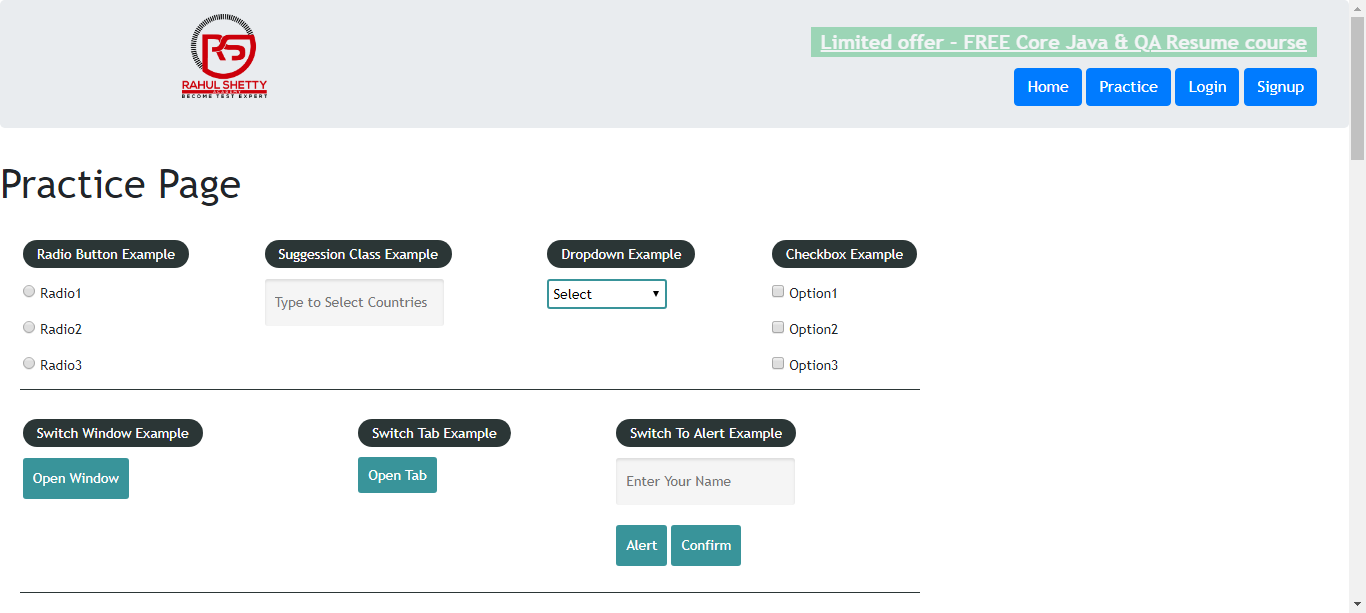 RS
RAHUL SHETTY
ACADEMY
BECOME TEST EXPERT
Limited offer - FREE Core Java & QA Resume course
Home Practice Login Signup
Practice Page
Radio Button Example
Radio1
Radio2
Radio3
Suggession Class Example
Type to Select Countries
Dropdown Example
Select
Checkbox Example
Option1
Option2
Option3
Switch Window Example
Open Window
Switch Tab Example
Open Tab
Switch To Alert Example
Enter Your Name
Alert Confirm